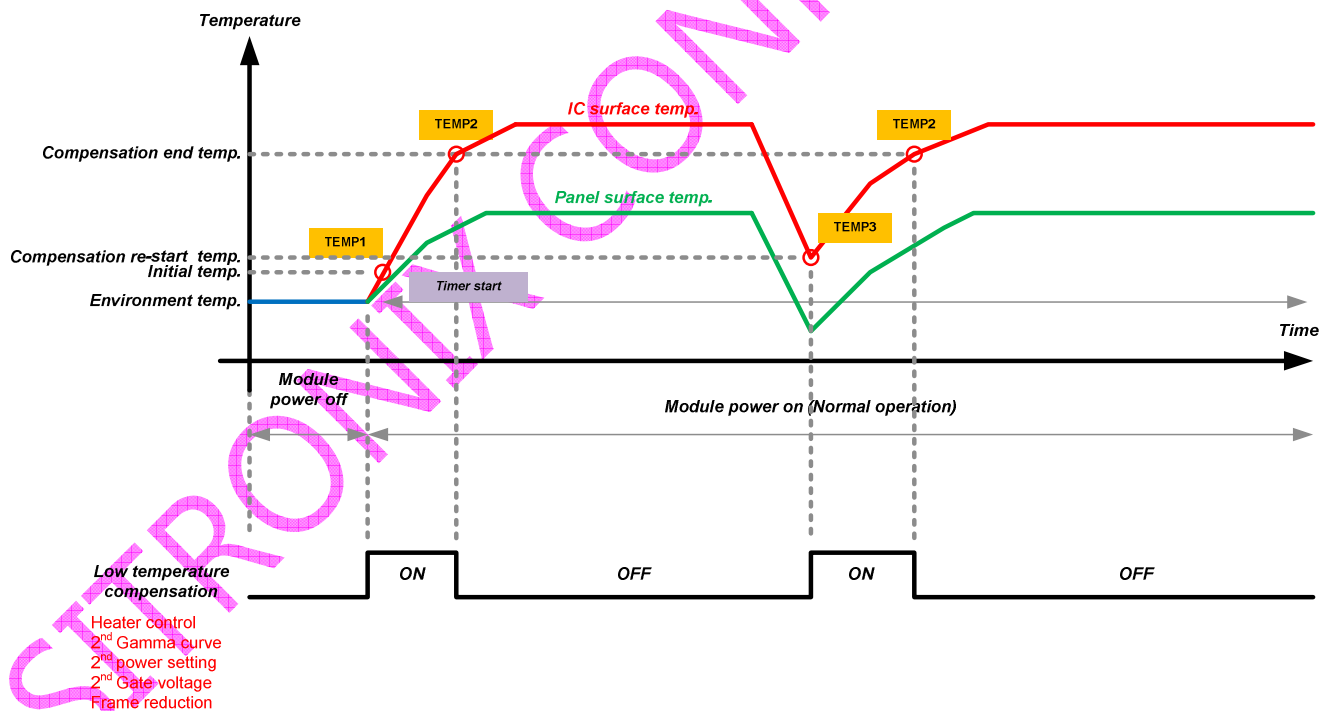 Temperature
IC surface temp.
TEMP2
TEMP2
Compensation end temp.
Panel surface temp.
TEMP1
TEMP3
Compensation re-start temp.
Initial temp.
Timer start
Environment temp.
Time
Module
power off
Module power on (Normal operation)
Low temperature
compensation
ON
OFF
ON
OFF
Heater control
2nd Gamma curve
2nd power setting
2nd Gate voltage
Frame reduction
SITRONIX CON